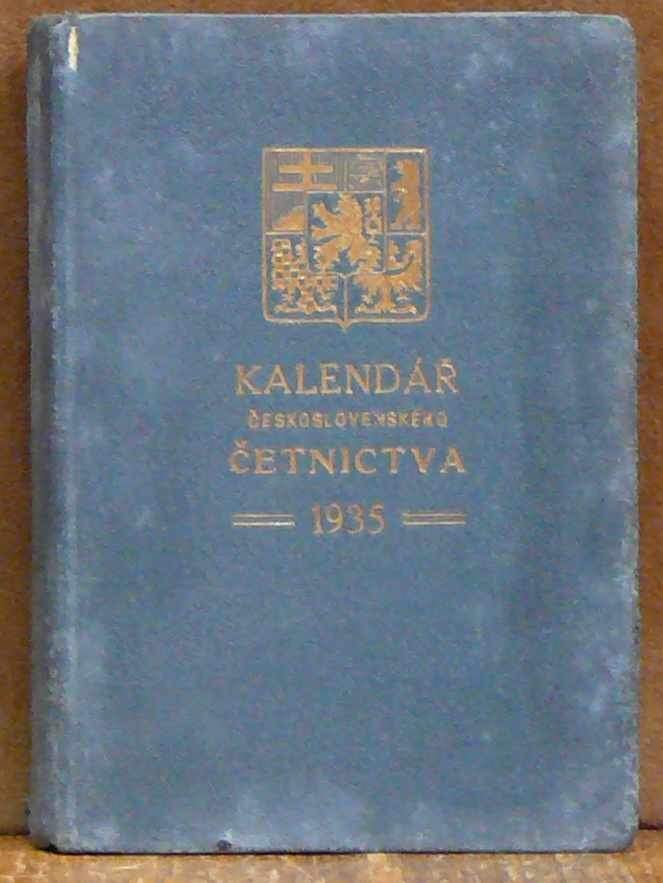 KALENDÁŘ
ČESKOSLOVENSKÉHO
ČETNICTVA
1935